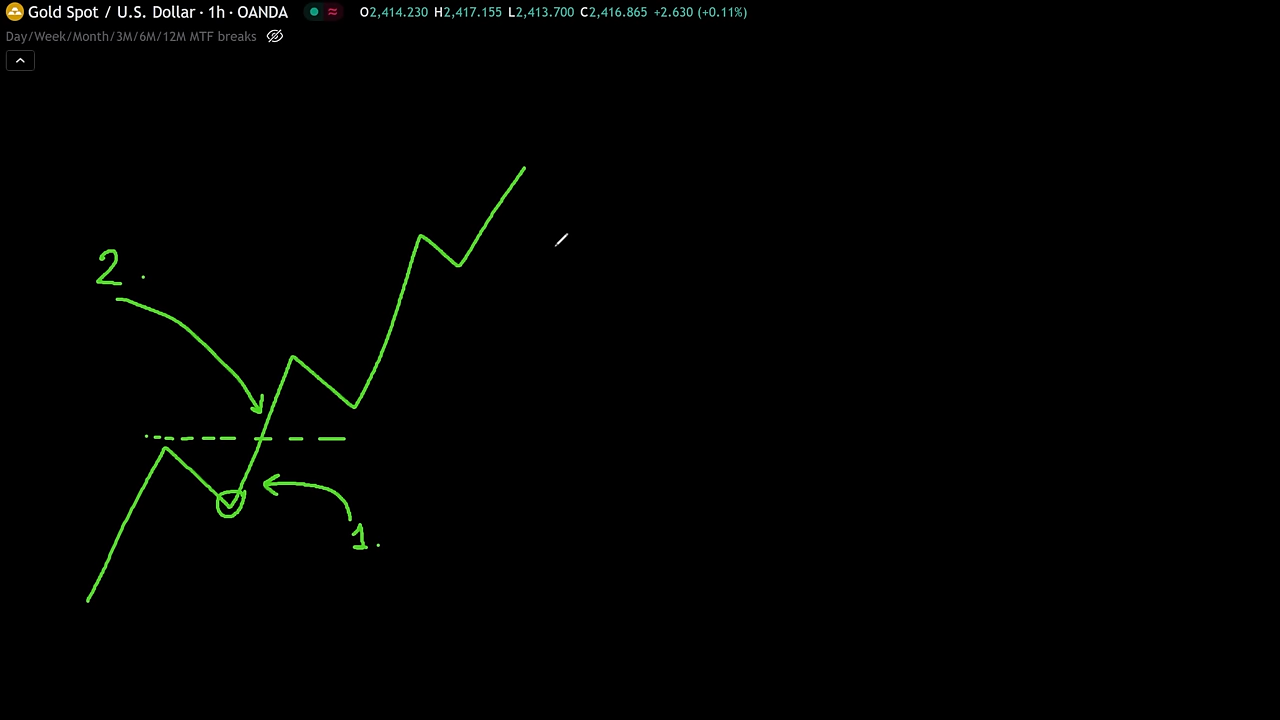 Gold Spot / U.S. Dollar · 1h · OANDA O2,414.230 H2,417.155 L2,413.700 C2,416.865 +2.630 (+0.11%)
Day/Week/Month/3M/6M/12M MTF breaks
2.
1.